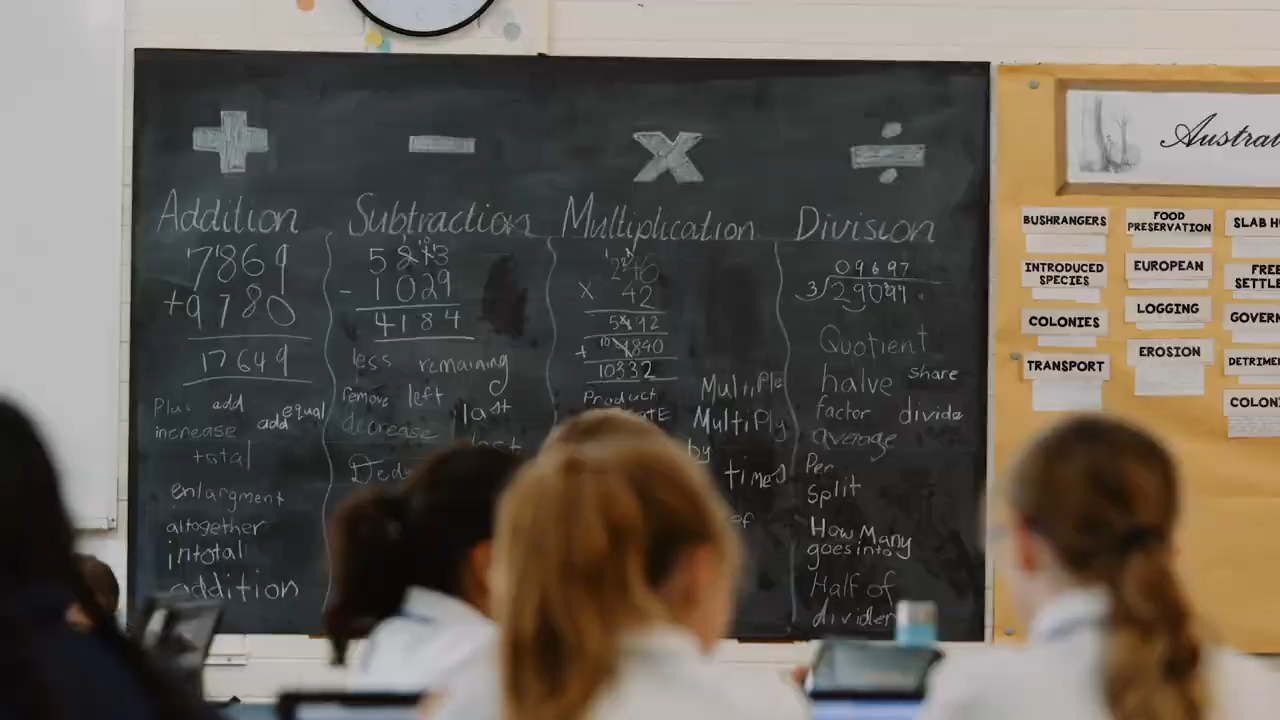 Addition
7869
+9780
17649
Plus add
equal
increase add
total
enlargment
altogether
intotal
addition
Subtraction
- 1029
4184
less remaining
remove left
last
decrease
Multiplication
x 42
10332
Product
Multiple
MultiPly
by
times
Division
09697
3
Quotient
halve share
factor divide
average
Per
Split
How Many
goes into
Half of
divider
BUSHRANGERS
INTRODUCED
SPECIES
COLONIES
TRANSPORT
FOOD
PRESERVATION
EUROPEAN
LOGGING
EROSION
SLAB